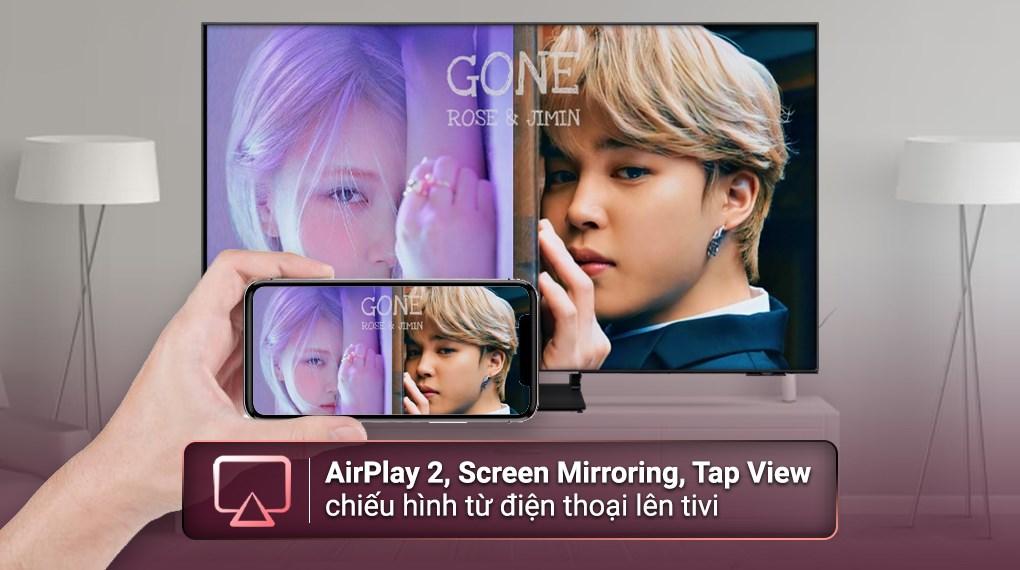 GONE
ROSE & JIMIN
GONE
ROSE & JIMIN
AirPlay 2, Screen Mirroring, Tap View
chiếu hình từ điện thoại lên tivi